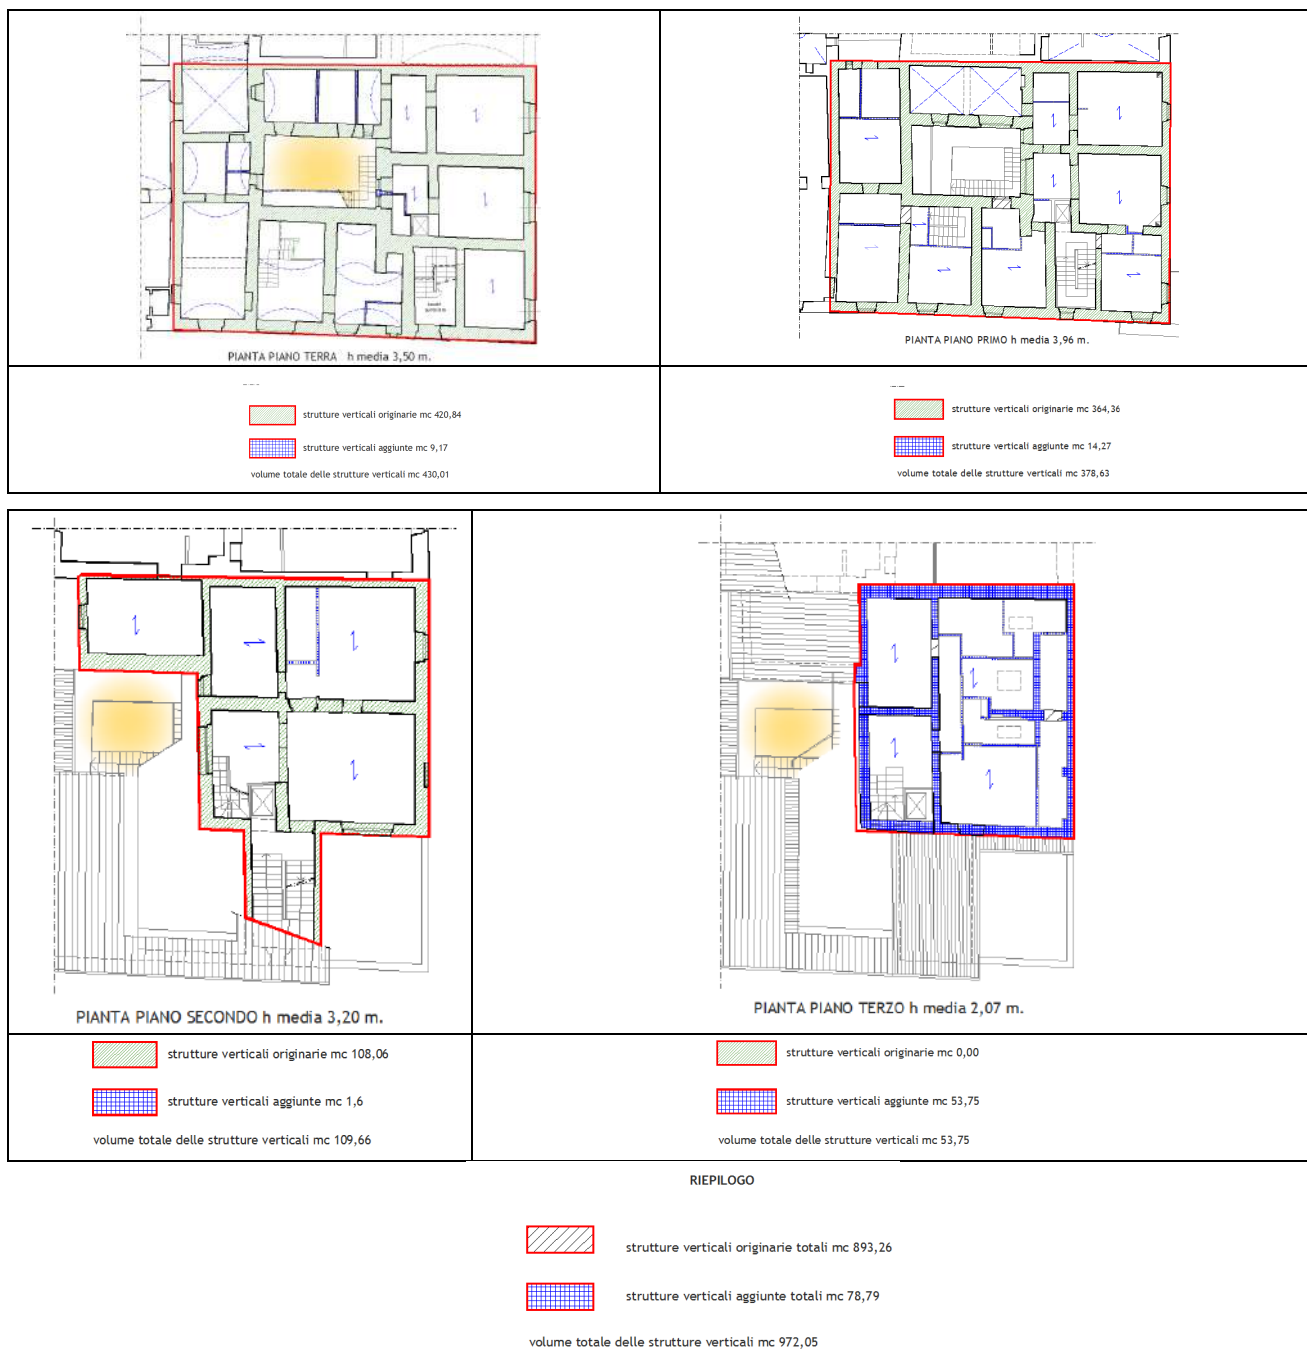 PIANTA PIANO TERRA h media 3,50 m.
PIANTA PIANO PRIMO h media 3,96 m.
strutture verticali originarie mc 420,84
strutture verticali aggiunte mc 9,17
volume totale delle strutture verticali mc 430,01
strutture verticali originarie mc 364,36
strutture verticali aggiunte mc 14,27
volume totale delle strutture verticali mc 378,63
PIANTA PIANO SECONDO h media 3,20 m.
PIANTA PIANO TERZO h media 2,07 m.
strutture verticali originarie mc 108,06
strutture verticali aggiunte mc 1,6
volume totale delle strutture verticali mc 109,66
strutture verticali originarie mc 0,00
strutture verticali aggiunte mc 53,75
volume totale delle strutture verticali mc 53,75
RIEPILOGO
strutture verticali originarie totali mc 893,26
strutture verticali aggiunte totali mc 78,79
volume totale delle strutture verticali mc 972,05